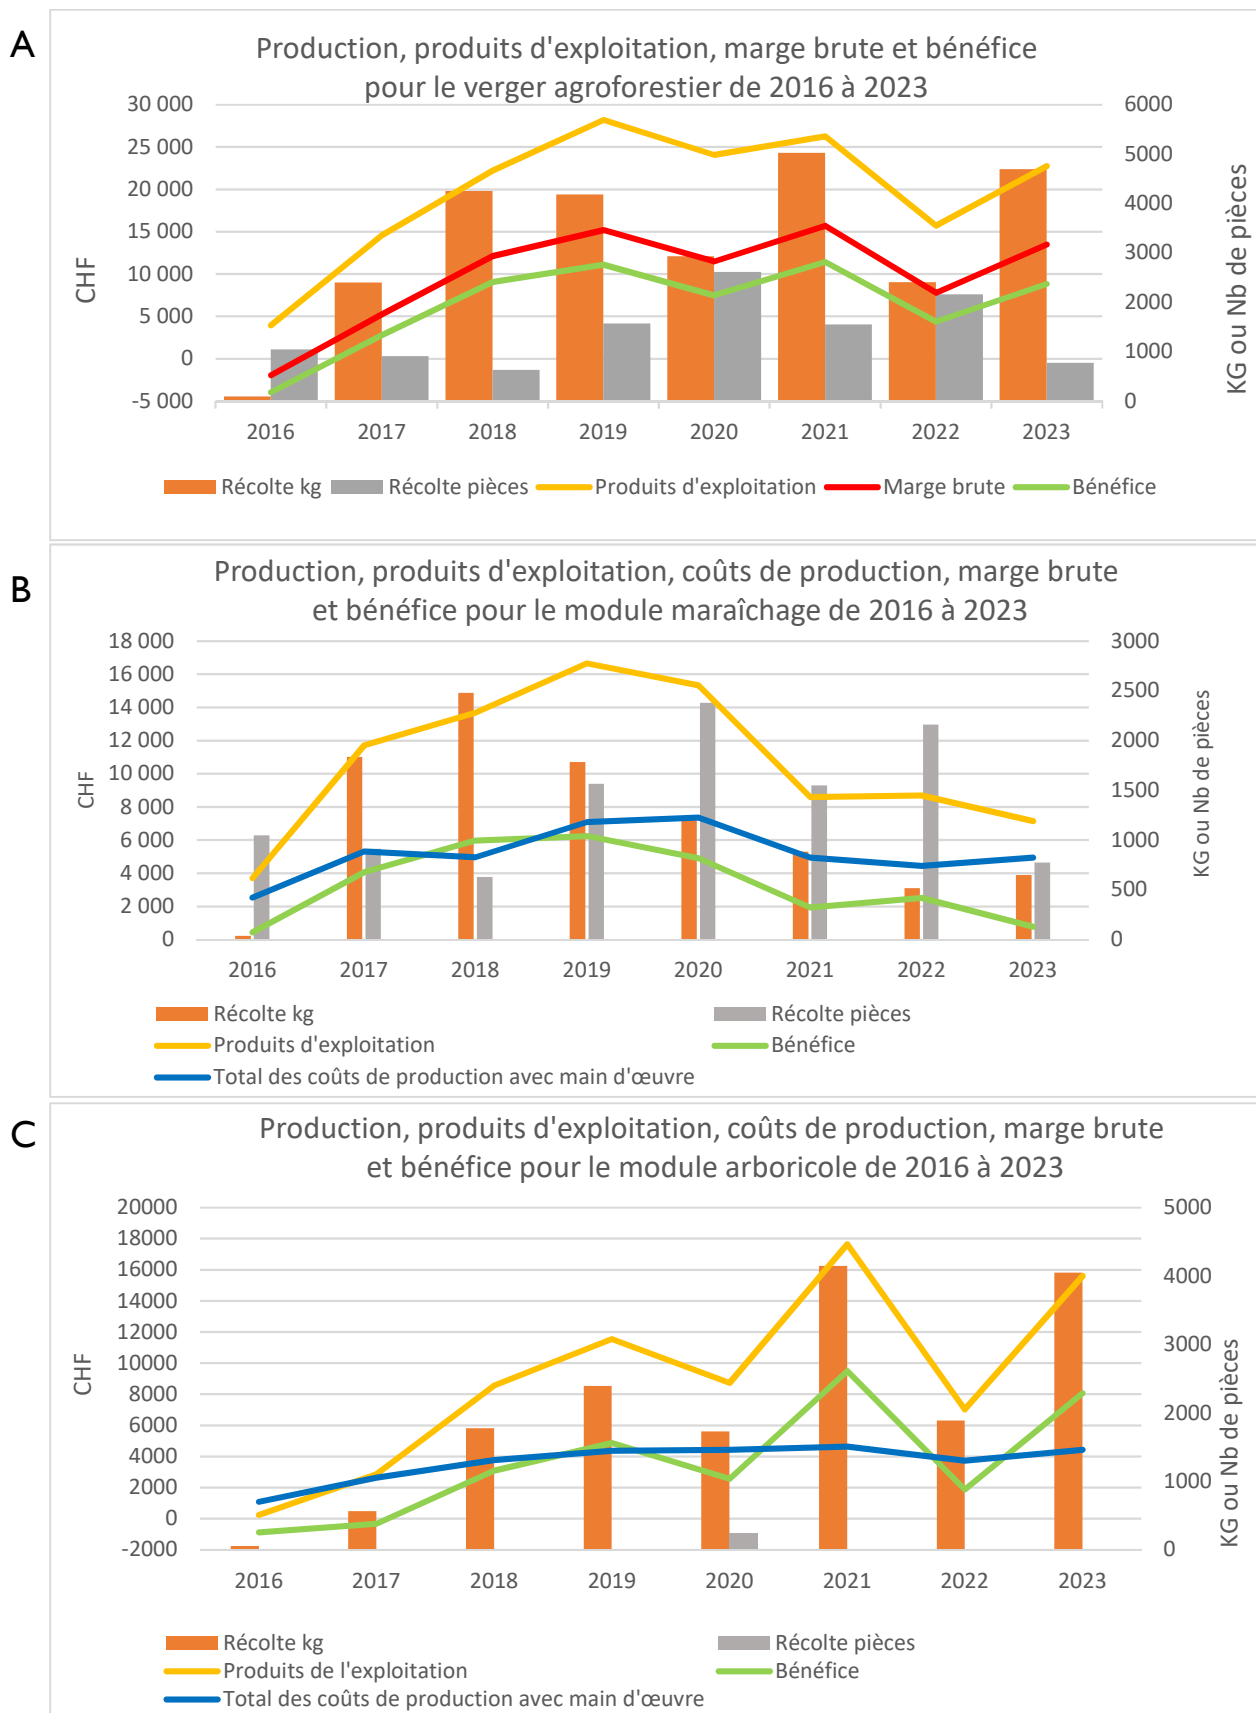 A
Production, produits d'exploitation, marge brute et bénéfice
pour le verger agroforestier de 2016 à 2023
30 000
25 000
20 000
15 000
10 000
5 000
0
-5 000
CHF
6000
5000
4000
3000
2000
1000
0
KG ou Nb de pièces
2016 2017 2018 2019 2020 2021 2022 2023
Récolte kg Récolte pièces Produits d'exploitation Marge brute Bénéfice
B
Production, produits d'exploitation, coûts de production, marge brute
et bénéfice pour le module maraîchage de 2016 à 2023
18 000
16 000
14 000
12 000
10 000
8 000
6 000
4 000
2 000
0
CHF
3000
2500
2000
1500
1000
500
0
KG ou Nb de pièces
2016 2017 2018 2019 2020 2021 2022 2023
Récolte kg Récolte pièces
Produits d'exploitation Bénéfice
Total des coûts de production avec main d'œuvre
C
Production, produits d'exploitation, coûts de production, marge brute
et bénéfice pour le module arboricole de 2016 à 2023
20000
18000
16000
14000
12000
10000
8000
6000
4000
2000
0
-2000
CHF
5000
4000
3000
2000
1000
0
KG ou Nb de pièces
2016 2017 2018 2019 2020 2021 2022 2023
Récolte kg Récolte pièces
Produits de l'exploitation Bénéfice
Total des coûts de production avec main d'œuvre